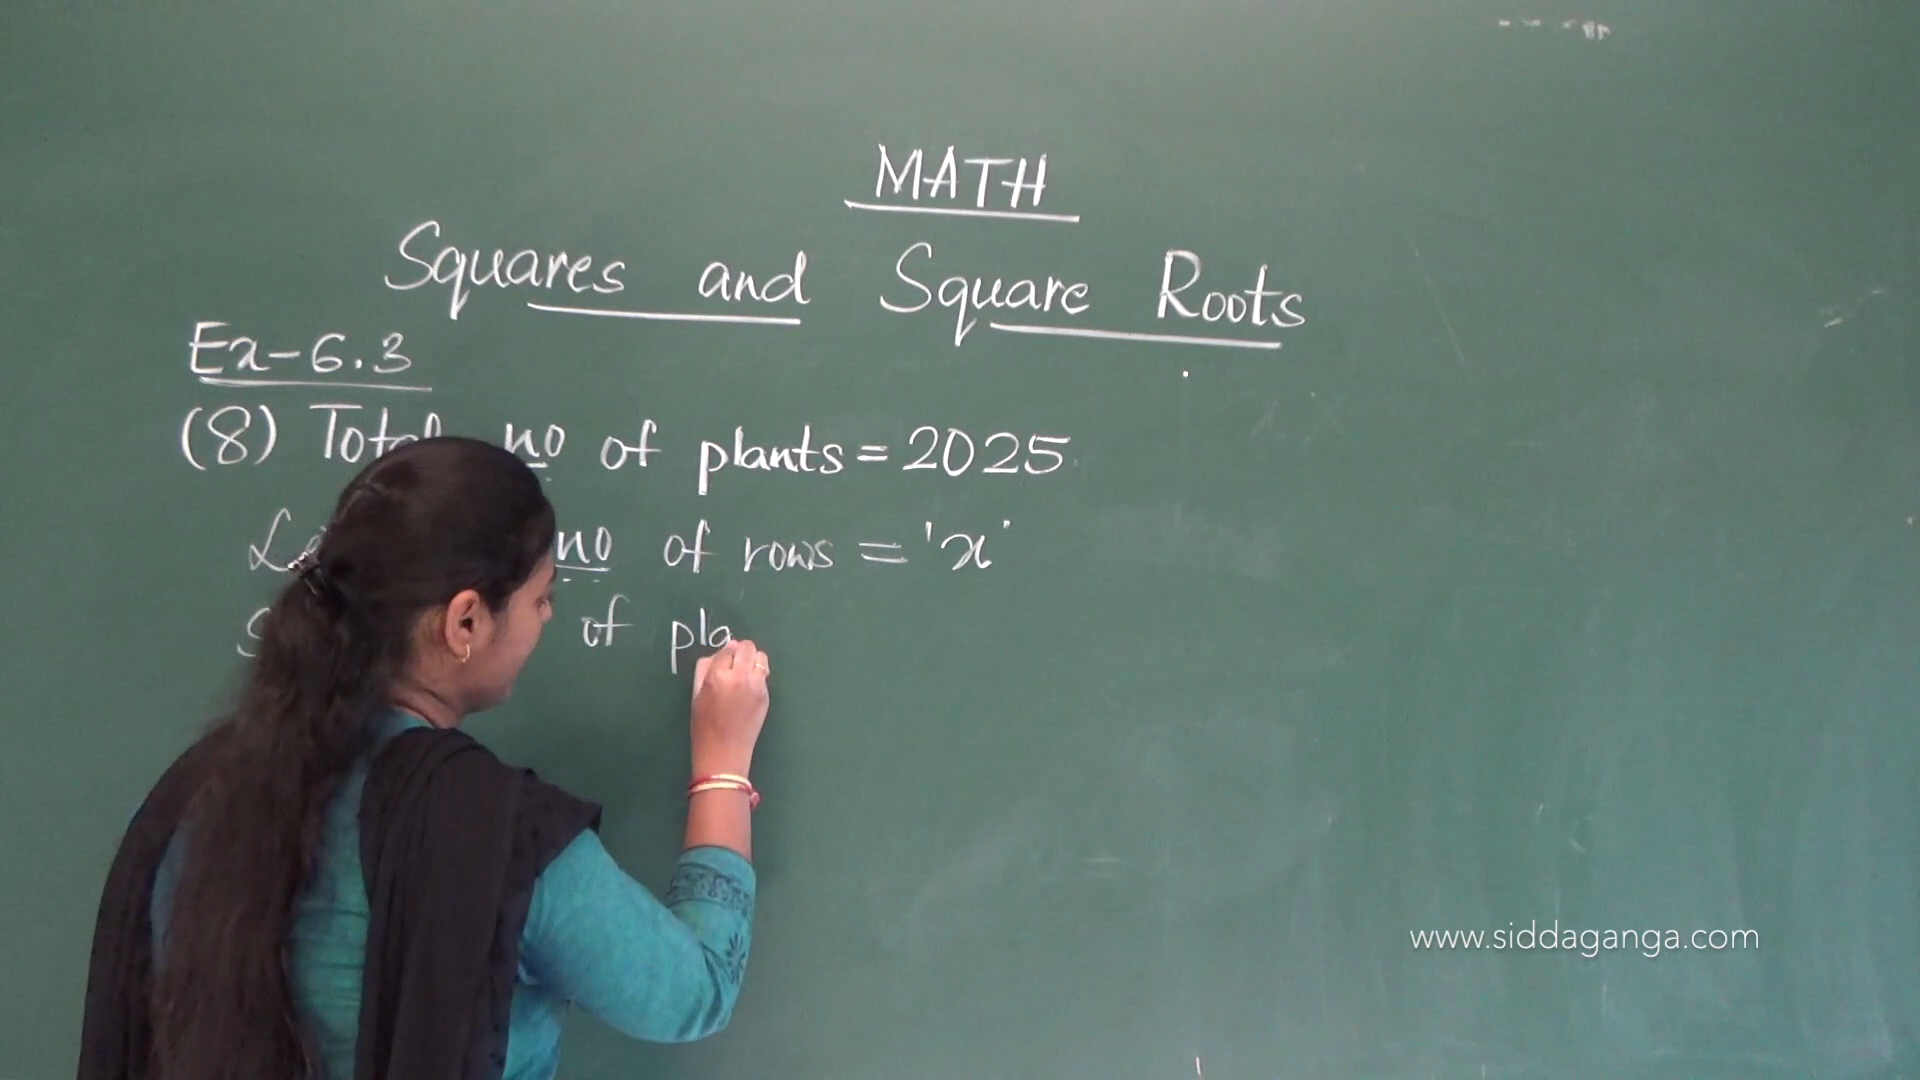 MATH
Squares and Square Roots
Ex-6.3
(8) Total no of plants = 2025
no of rows = 'x'
of pla
www.siddaganga.com